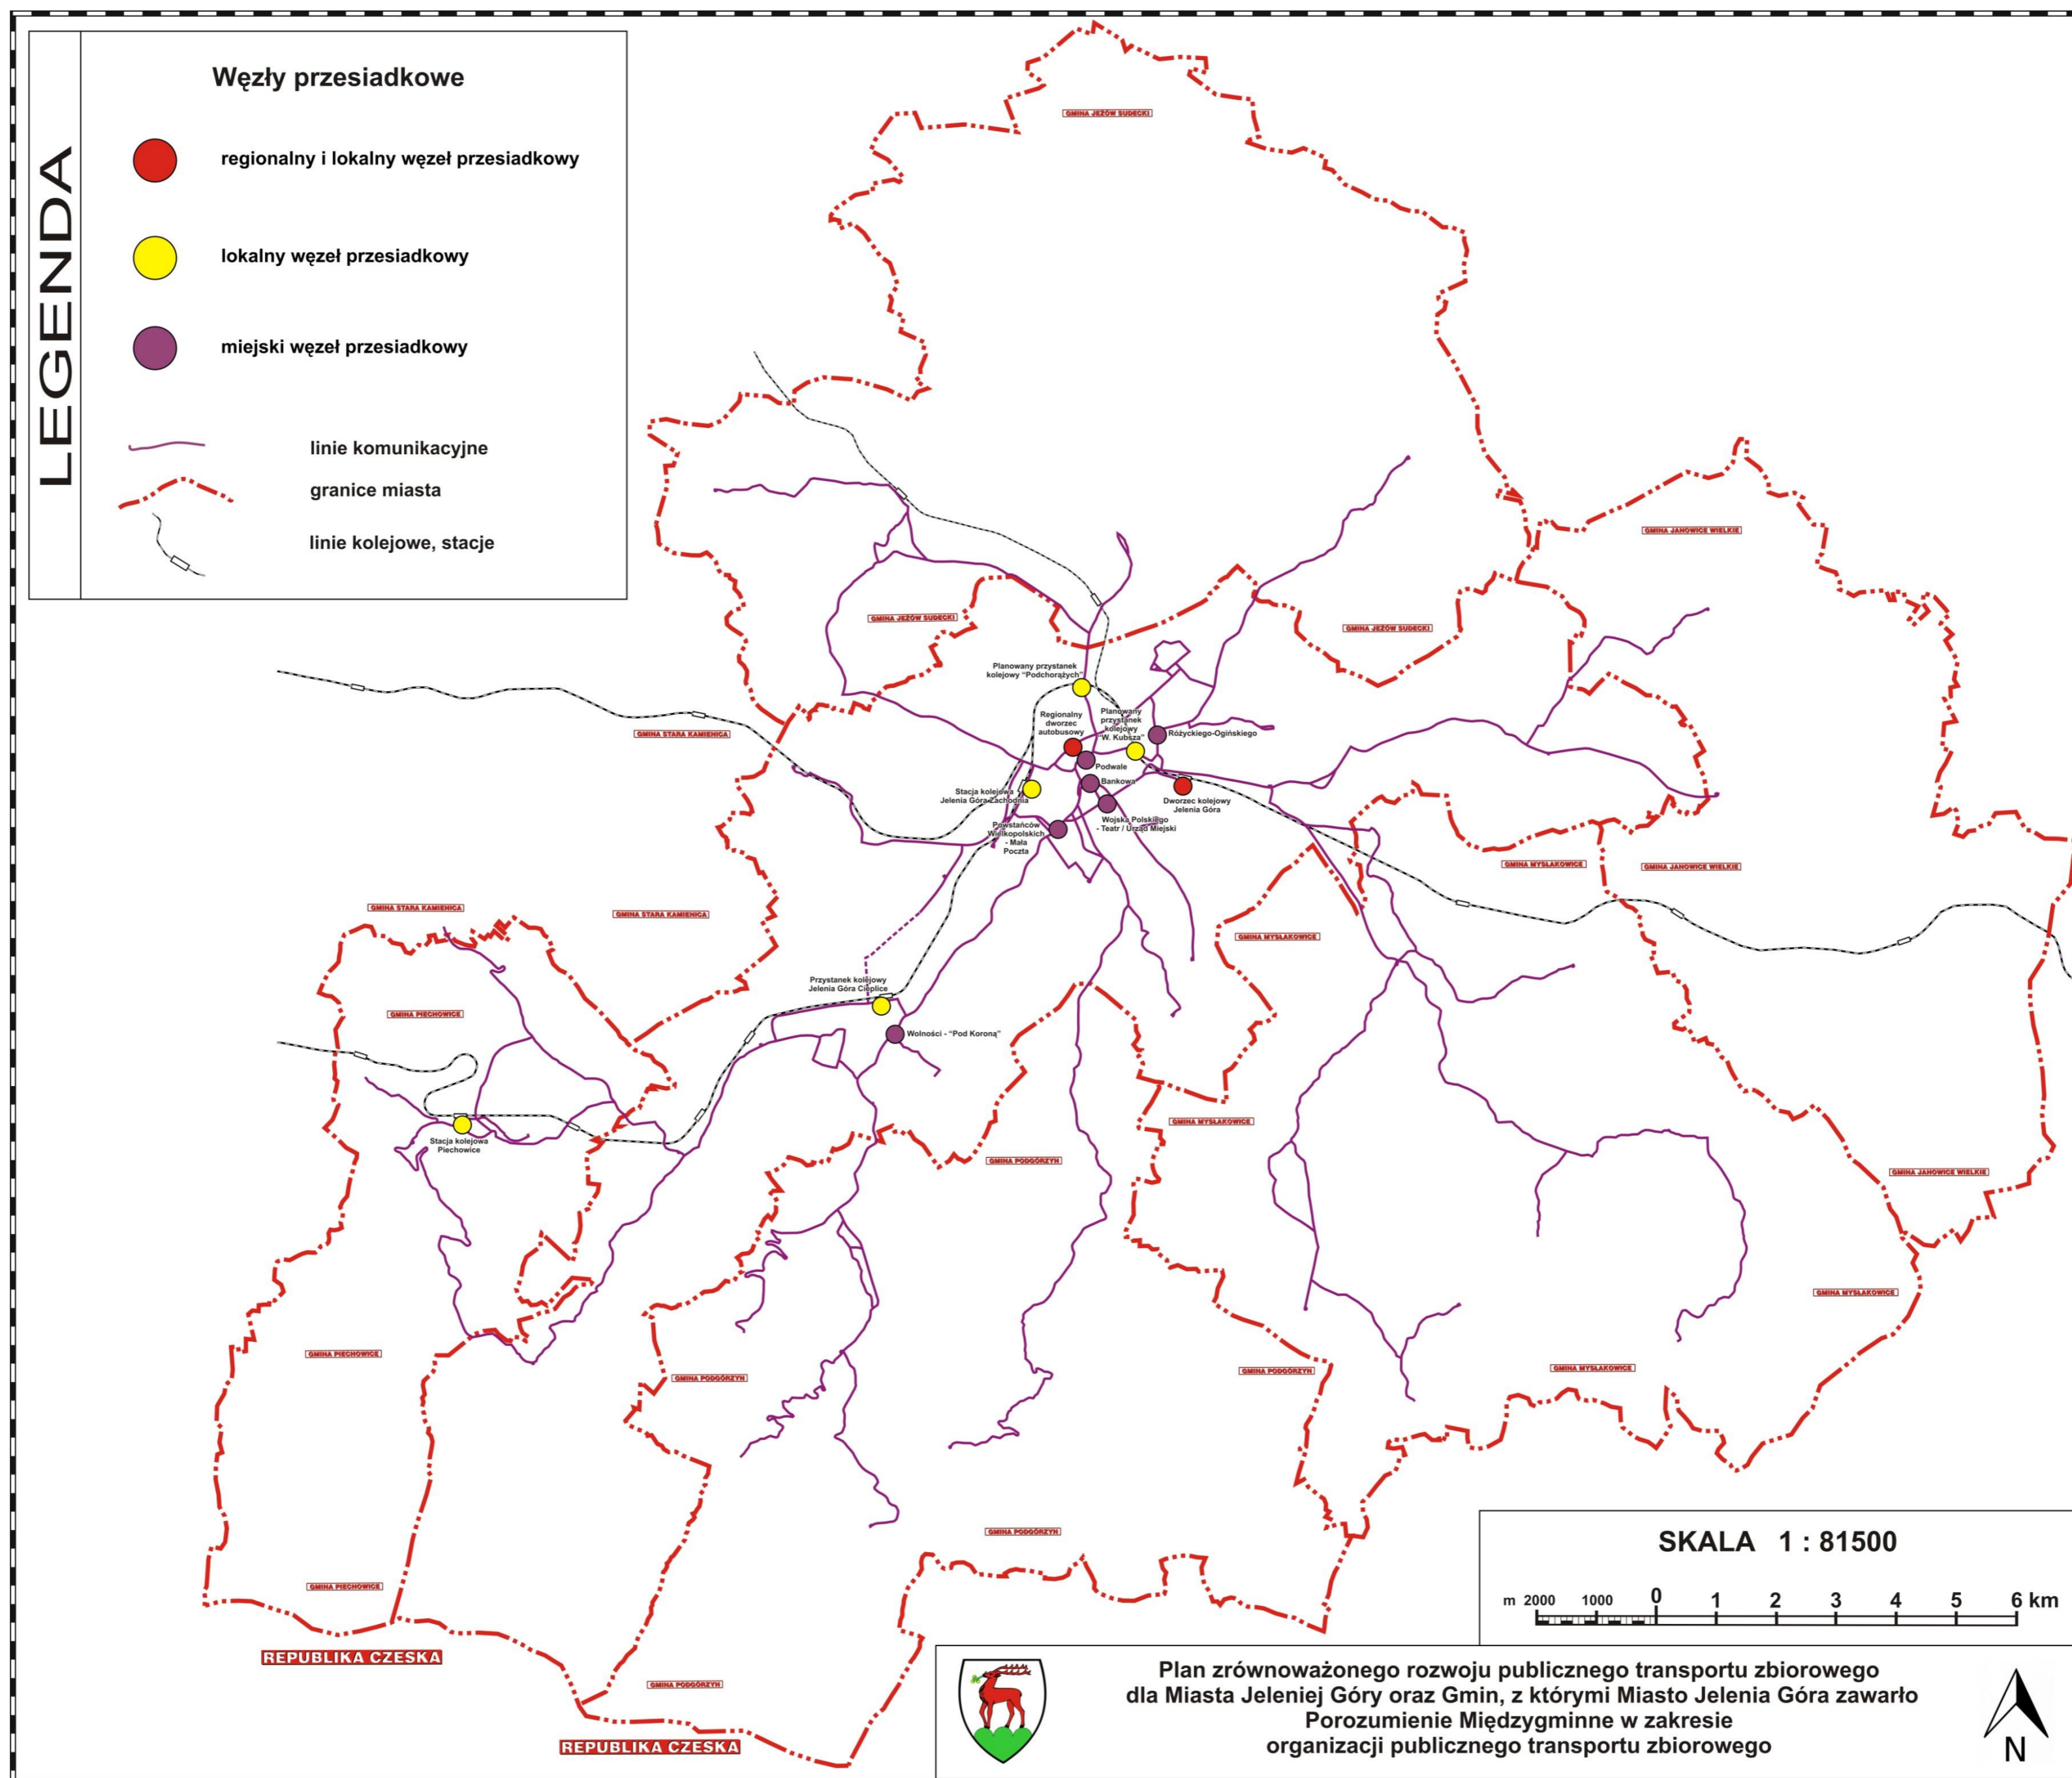 LEGENDA
Węzły przesiadkowe
regionalny i lokalny węzeł przesiadkowy
lokalny węzeł przesiadkowy
miejski węzeł przesiadkowy
linie komunikacyjne
granice miasta
linie kolejowe, stacje
GMINA JEŻÓW SUDECKI
GMINA JANOWICE WIELKIE
GMINA JEŻÓW SUDECKI
GMINA JEŻÓW SUDECKI
Planowany przystanek
kolejowy "Podchorążych"
Regionalny
dworzec
autobusowy
Planowany
przystanek
kolejowy
"W. Kubsza"
Różyckiego-Ogińskiego
GMINA STARA KAMIENICA
Podwale
Bankowa
Stacja kolejowa
Jelenia Góra Zachodnia
Dworzec kolejowy
Jelenia Góra
Wojska Polskiego
- Teatr / Urząd Miejski
Powstańców
Wielkopolskich
- Mała
Poczta
GMINA MYSŁAKOWICE
GMINA JANOWICE WIELKIE
GMINA STARA KAMIENICA
GMINA STARA KAMIENICA
GMINA MYSŁAKOWICE
Przystanek kolejowy
Jelenia Góra Cieplice
GMINA PIECHOWICE
Wolności - "Pod Koroną"
GMINA MYSŁAKOWICE
Stacja kolejowa
Piechowice
GMINA PODGÓRZYN
GMINA JANOWICE WIELKIE
GMINA MYSŁAKOWICE
GMINA PIECHOWICE
GMINA PODGÓRZYN
GMINA PODGÓRZYN
GMINA MYSŁAKOWICE
GMINA PODGÓRZYN
GMINA PIECHOWICE
REPUBLIKA CZESKA
GMINA PODGÓRZYN
REPUBLIKA CZESKA
SKALA 1 : 81500
m 2000 1000 0 1 2 3 4 5 6 km
Plan zrównoważonego rozwoju publicznego transportu zbiorowego
dla Miasta Jeleniej Góry oraz Gmin, z którymi Miasto Jelenia Góra zawarło
Porozumienie Międzygminne w zakresie
organizacji publicznego transportu zbiorowego
N